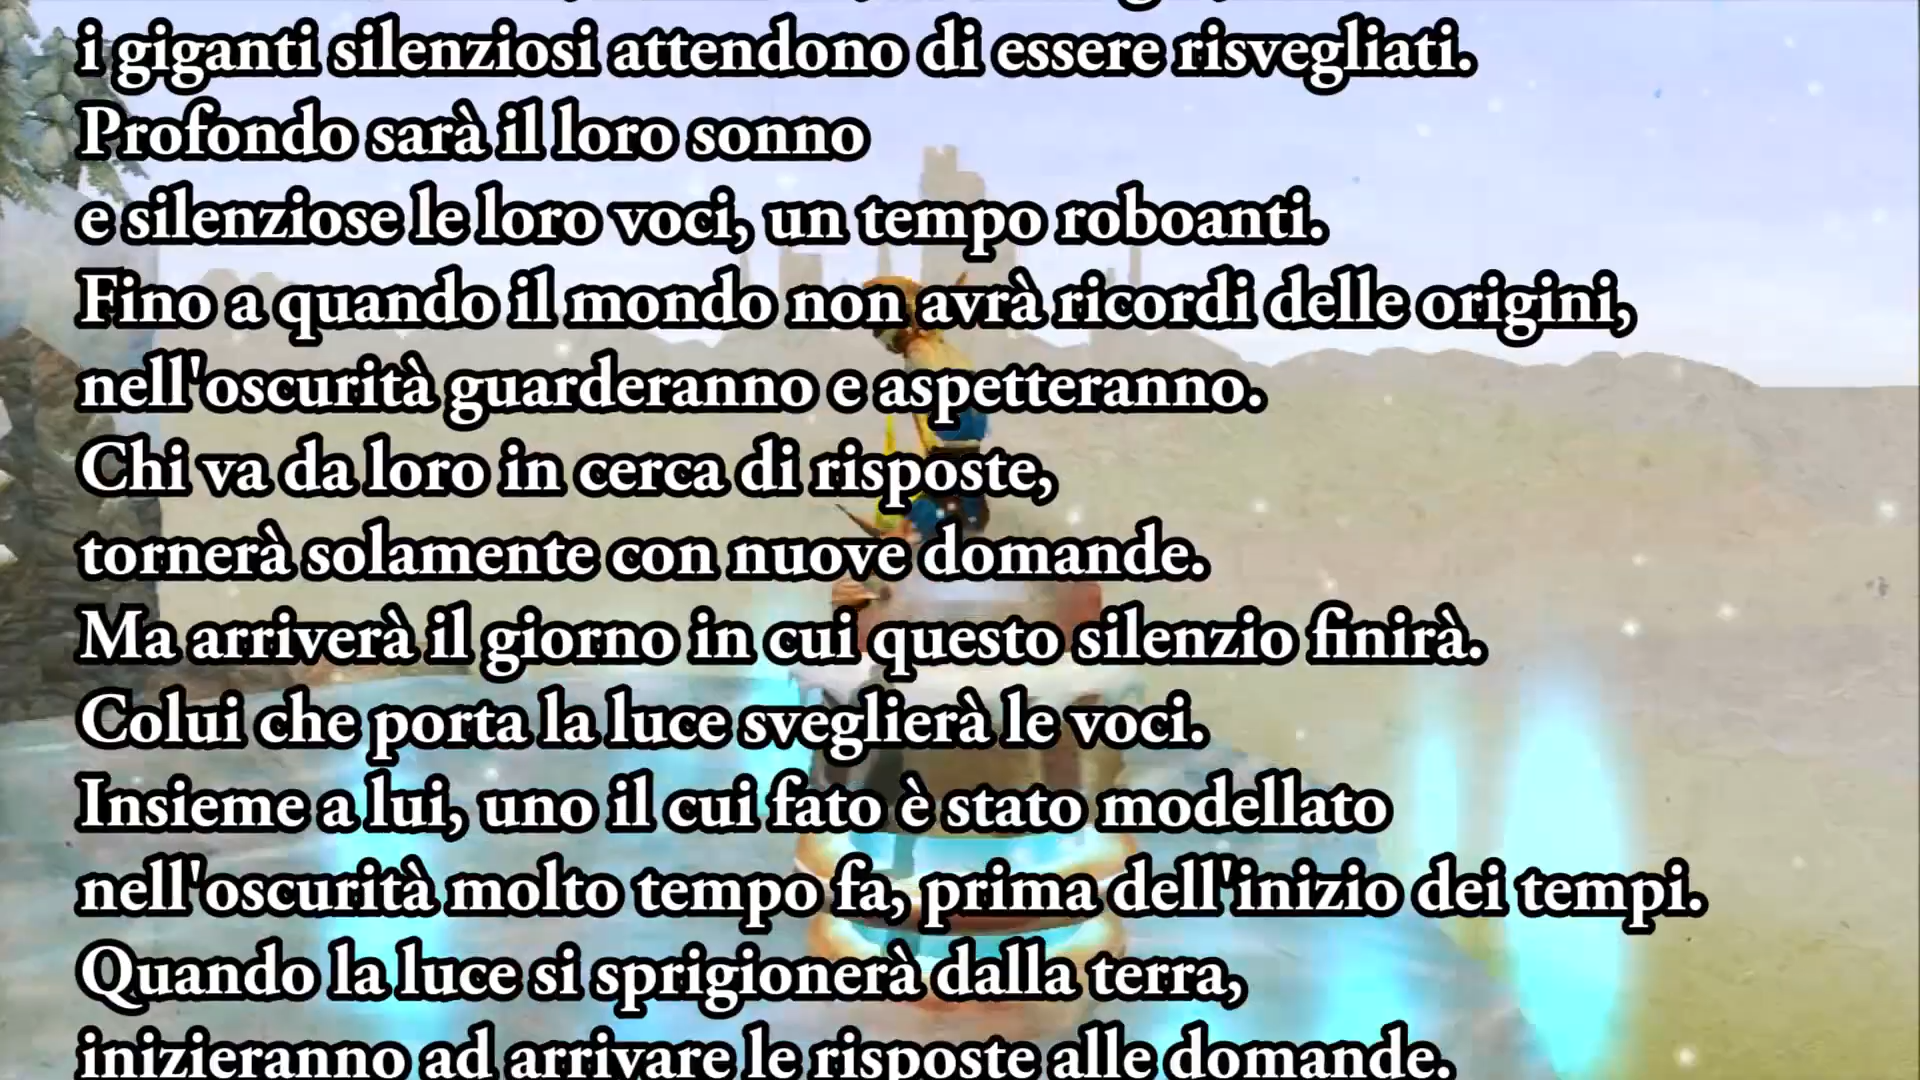 i giganti silenziosi attendono di essere risvegliati.
Profondo sarà il loro sonno
e silenziose le loro voci, un tempo roboanti.
Fino a quando il mondo non avrà ricordi delle origini,
nell'oscurità guarderanno e aspetteranno.
Chi va da loro in cerca di risposte,
tornerà solamente con nuove domande.
Ma arriverà il giorno in cui questo silenzio finirà.
Colui che porta la luce sveglierà le voci.
Insieme a lui, uno il cui fato è stato modellato
nell'oscurità molto tempo fa, prima dell'inizio dei tempi.
Quando la luce si sprigionerà dalla terra,
inizieranno ad arrivare le risposte alle domande.